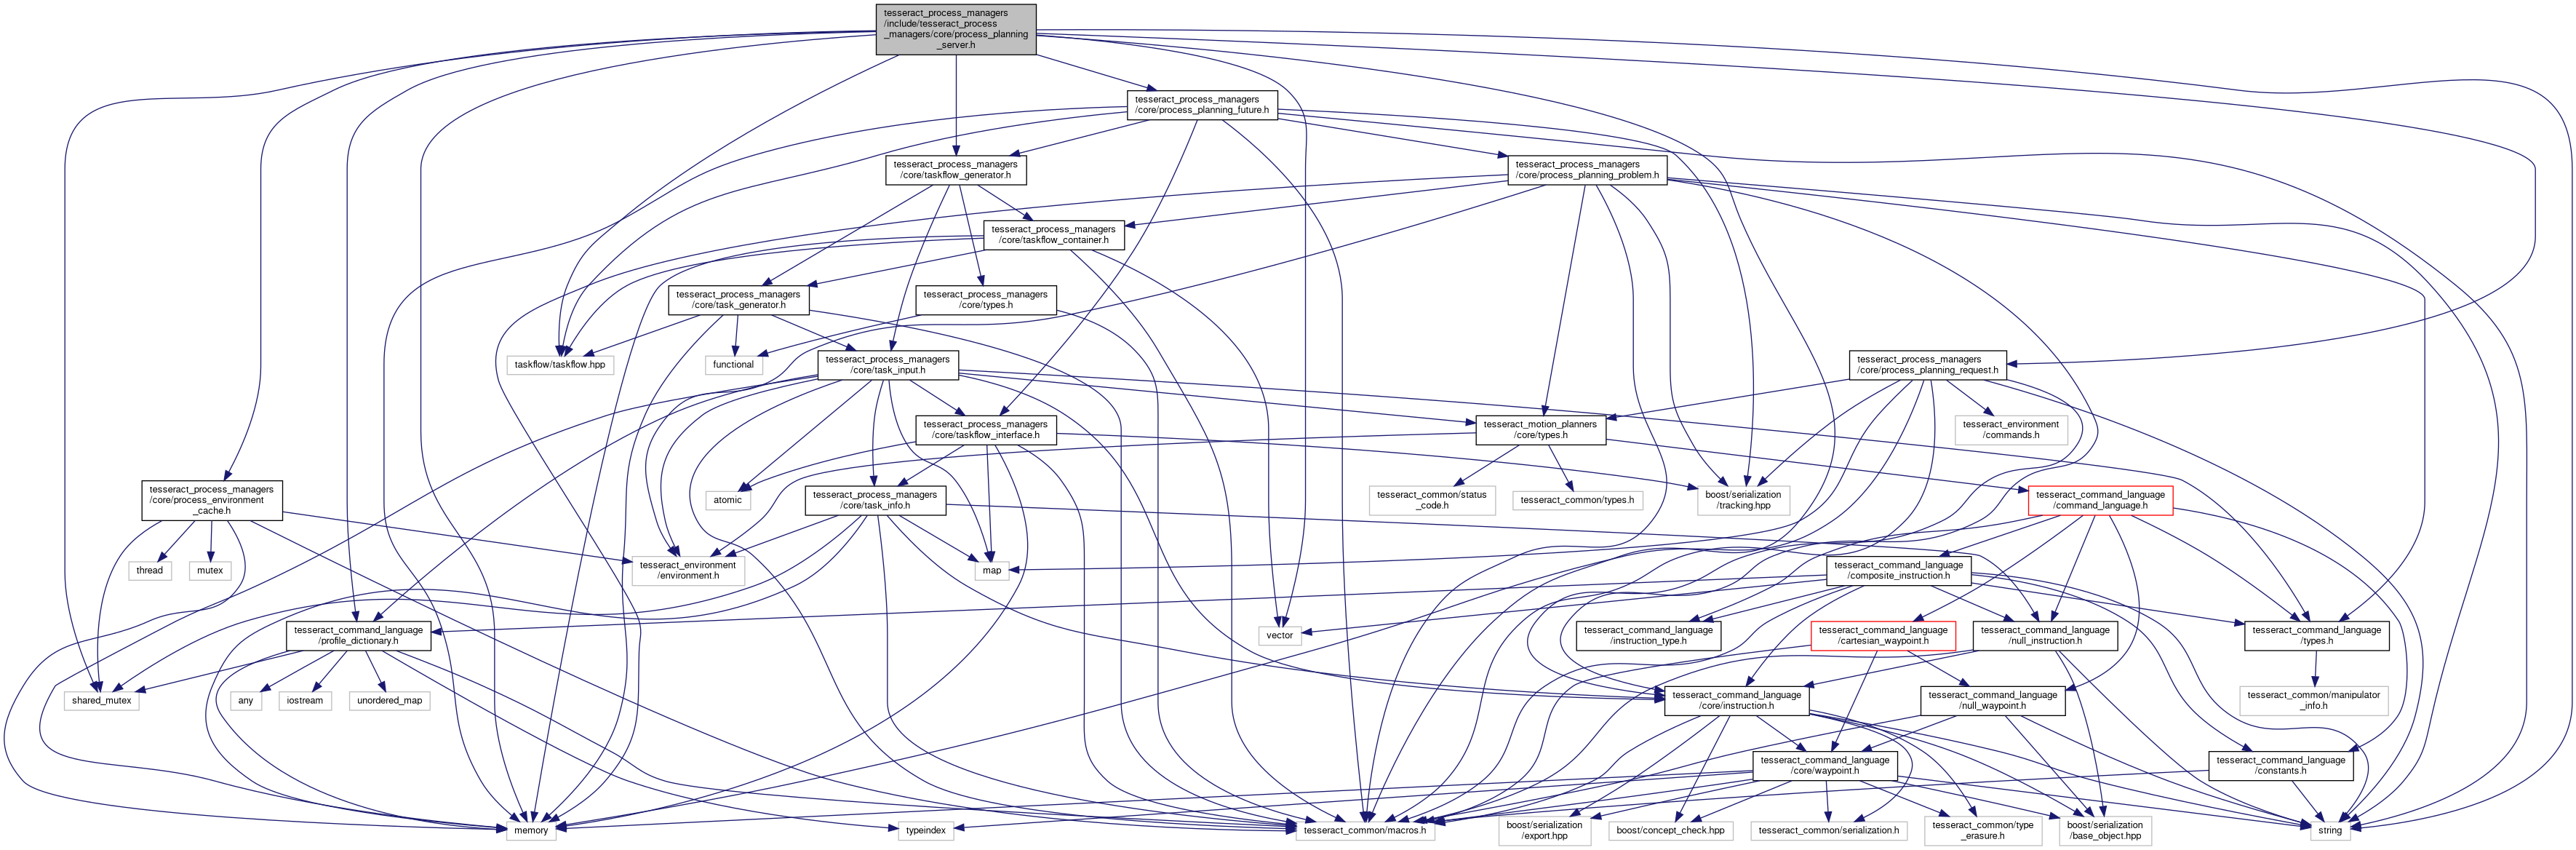 tesseract_process_managers
/include/tesseract_process
_managers/core/process_planning
_server.h
tesseract_process_managers
/core/process_planning_future.h
tesseract_process_managers
/core/taskflow_generator.h
tesseract_process_managers
/core/process_planning_problem.h
tesseract_process_managers
/core/taskflow_container.h
tesseract_process_managers
/core/task_generator.h
tesseract_process_managers
/core/types.h
taskflow/taskflow.hpp
functional
tesseract_process_managers
/core/task_input.h
tesseract_process_managers
/core/process_planning_request.h
tesseract_process_managers
/core/taskflow_interface.h
tesseract_motion_planners
/core/types.h
tesseract_environment
/commands.h
tesseract_process_managers
/core/process_environment
_cache.h
atomic
tesseract_process_managers
/core/task_info.h
tesseract_common/status
_code.h
tesseract_common/types.h
boost/serialization
/tracking.hpp
tesseract_command_language
/command_language.h
thread
mutex
tesseract_environment
/environment.h
map
tesseract_command_language
/composite_instruction.h
tesseract_command_language
/profile_dictionary.h
vector
tesseract_command_language
/instruction_type.h
tesseract_command_language
/cartesian_waypoint.h
tesseract_command_language
/null_instruction.h
tesseract_command_language
/types.h
shared_mutex
any
iostream
unordered_map
tesseract_command_language
/core/instruction.h
tesseract_command_language
/null_waypoint.h
tesseract_common/manipulator
_info.h
tesseract_command_language
/core/waypoint.h
tesseract_command_language
/constants.h
memory
typeindex
tesseract_common/macros.h
boost/serialization
/export.hpp
boost/concept_check.hpp
tesseract_common/serialization.h
tesseract_common/type
_erasure.h
boost/serialization
/base_object.hpp
string